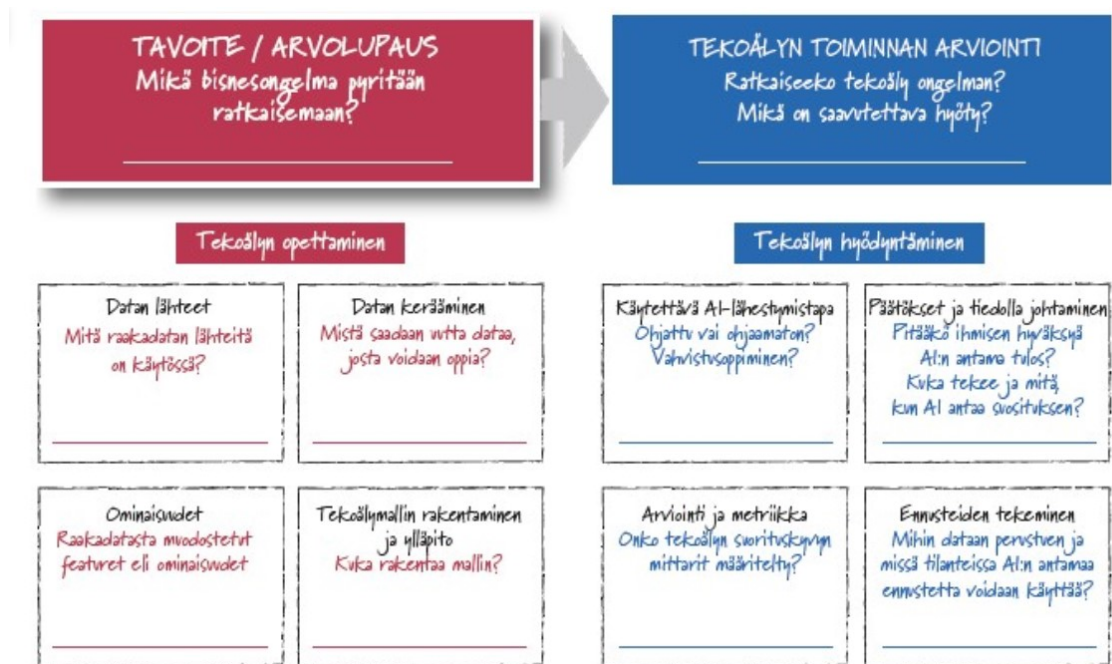 TAVOITE / ARVOLUPAUS
Mikä bisnesongelma pyritään
ratkaisemaan?
TEKOÄLYN TOIMINNAN ARVIOINTI
Ratkaiseeko tekoäly ongelman?
Mikä on saavutettava hyöty?
Tekoälyn opettaminen
Datan lähteet
Mitä raakadatan lähteitä
on käytössä?
Datan kerääminen
Mistä saadaan uutta dataa,
josta voidaan oppia?
Ominaisuudet
Raakadatasta muodostetut
featuret eli ominaisuudet
Tekoälymallin rakentaminen
ja ylläpito
Kuka rakentaa mallin?
Tekoälyn hyödyntäminen
Käytettävä AI-lähestymistapa
Ohjattu vai ohjaamaton?
Vahvistusoppiminen?
Päätökset ja tiedolla johtaminen
Pitääkö ihmisen hyväksyä
AI:n antama tulos?
Kuka tekee ja mitä,
kun AI antaa suosituksen?
Arviointi ja metriikka
Onko tekoälyn suorituskyvyn
mittarit määritelty?
Ennusteiden tekeminen
Mihin dataan perustuen ja
missä tilanteissa AI:n antamaa
ennustetta voidaan käyttää?